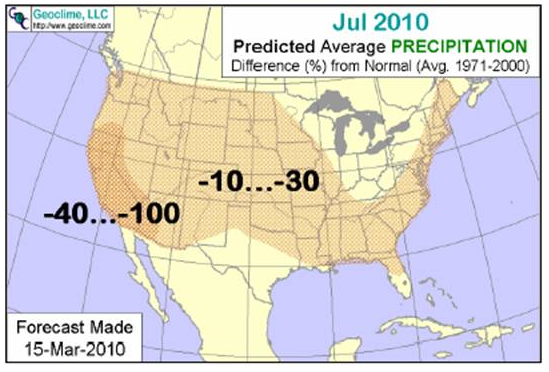 Geoclime, LLC
http://www.geoclime.com
Jul 2010
Predicted Average PRECIPITATION
Difference (%) from Normal (Avg. 1971-2000)
-10...-30
-40...-100
Forecast Made
15-Mar-2010